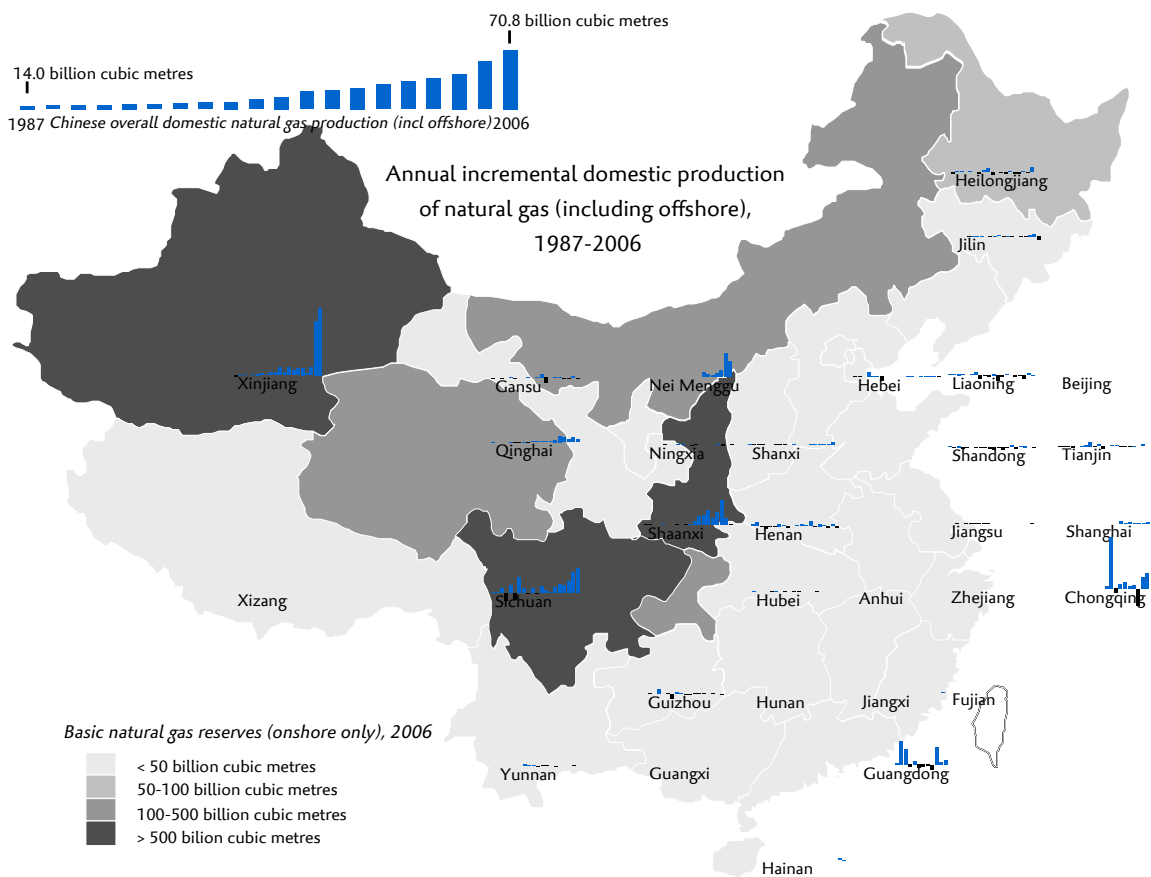 70.8 billion cubic metres
14.0 billion cubic metres
1987 Chinese overall domestic natural gas production (incl offshore) 2006
Annual incremental domestic production
of natural gas (including offshore),
1987-2006
Heilongjiang
Jilin
Xinjiang
Gansu
Nei Menggu
Hebei
Liaoning
Beijing
Qinghai
Ningxia
Shanxi
Shandong
Tianjin
Shaanxi
Henan
Jiangsu
Shanghai
Xizang
Sichuan
Hubei
Anhui
Zhejiang
Chongqing
Guizhou
Hunan
Jiangxi
Fujian
Yunnan
Guangxi
Guangdong
Hainan
Basic natural gas reserves (onshore only), 2006
< 50 billion cubic metres
50-100 billion cubic metres
100-500 billion cubic metres
> 500 bilion cubic metres